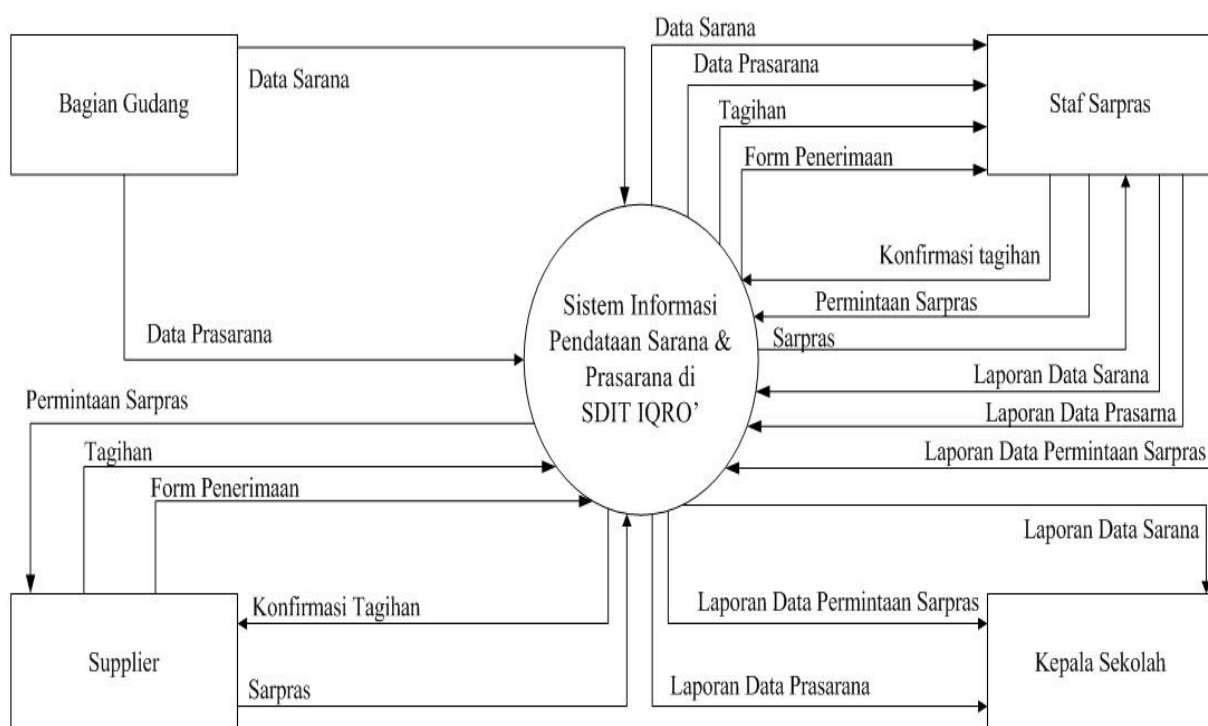 Data Sarana
Bagian Gudang
Data Sarana
Data Prasarana
Tagihan
Form Penerimaan
Staf Sarpras
Konfirmasi tagihan
Permintaan Sarpras
Sarpras
Laporan Data Sarana
Laporan Data Prasarna
Laporan Data Permintaan Sarpras
Sistem Informasi
Pendataan Sarana &
Prasarana di
SDIT IQRO’
Data Prasarana
Permintaan Sarpras
Tagihan
Form Penerimaan
Konfirmasi Tagihan
Supplier
Sarpras
Laporan Data Sarana
Laporan Data Permintaan Sarpras
Kepala Sekolah
Laporan Data Prasarana